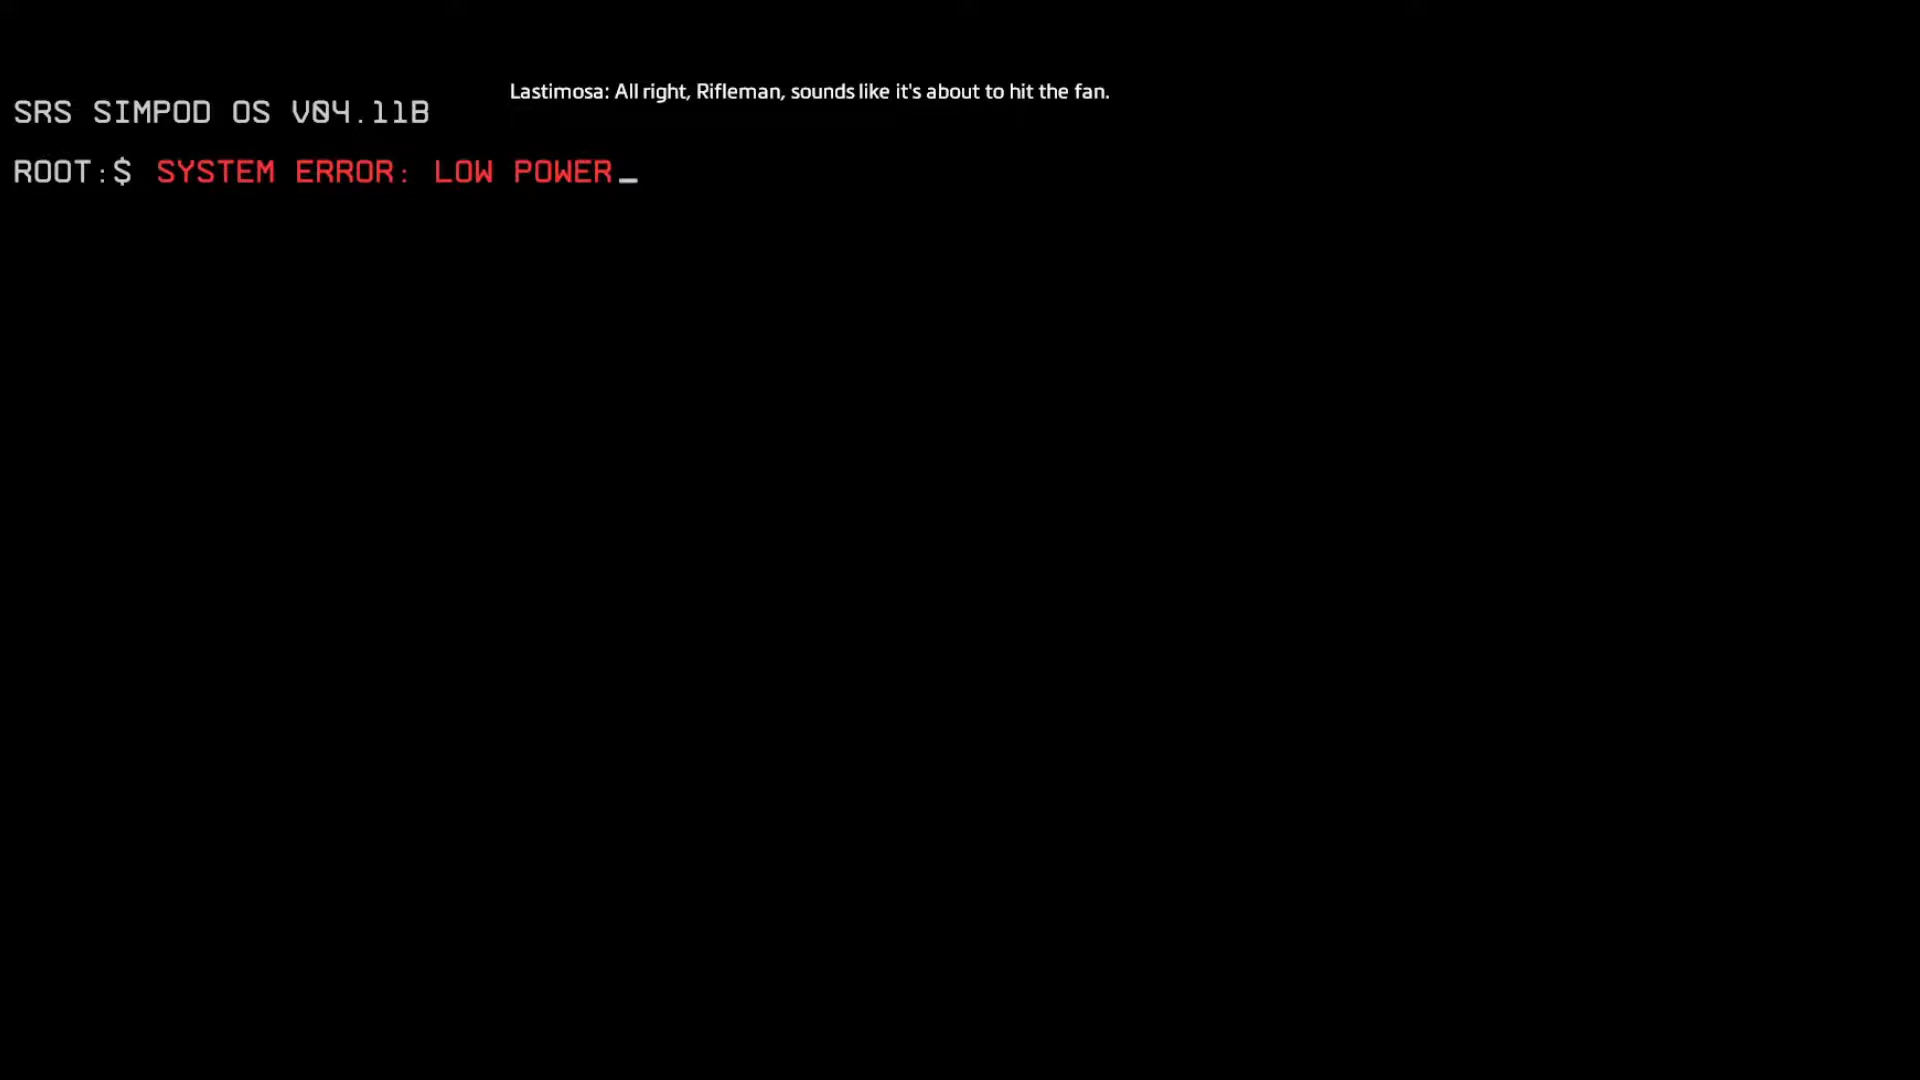 Lastimosa: All right, Rifleman, sounds like it's about to hit the fan.
SRS SIMPOD OS V04.11B
ROOT:$ SYSTEM ERROR: LOW POWER_